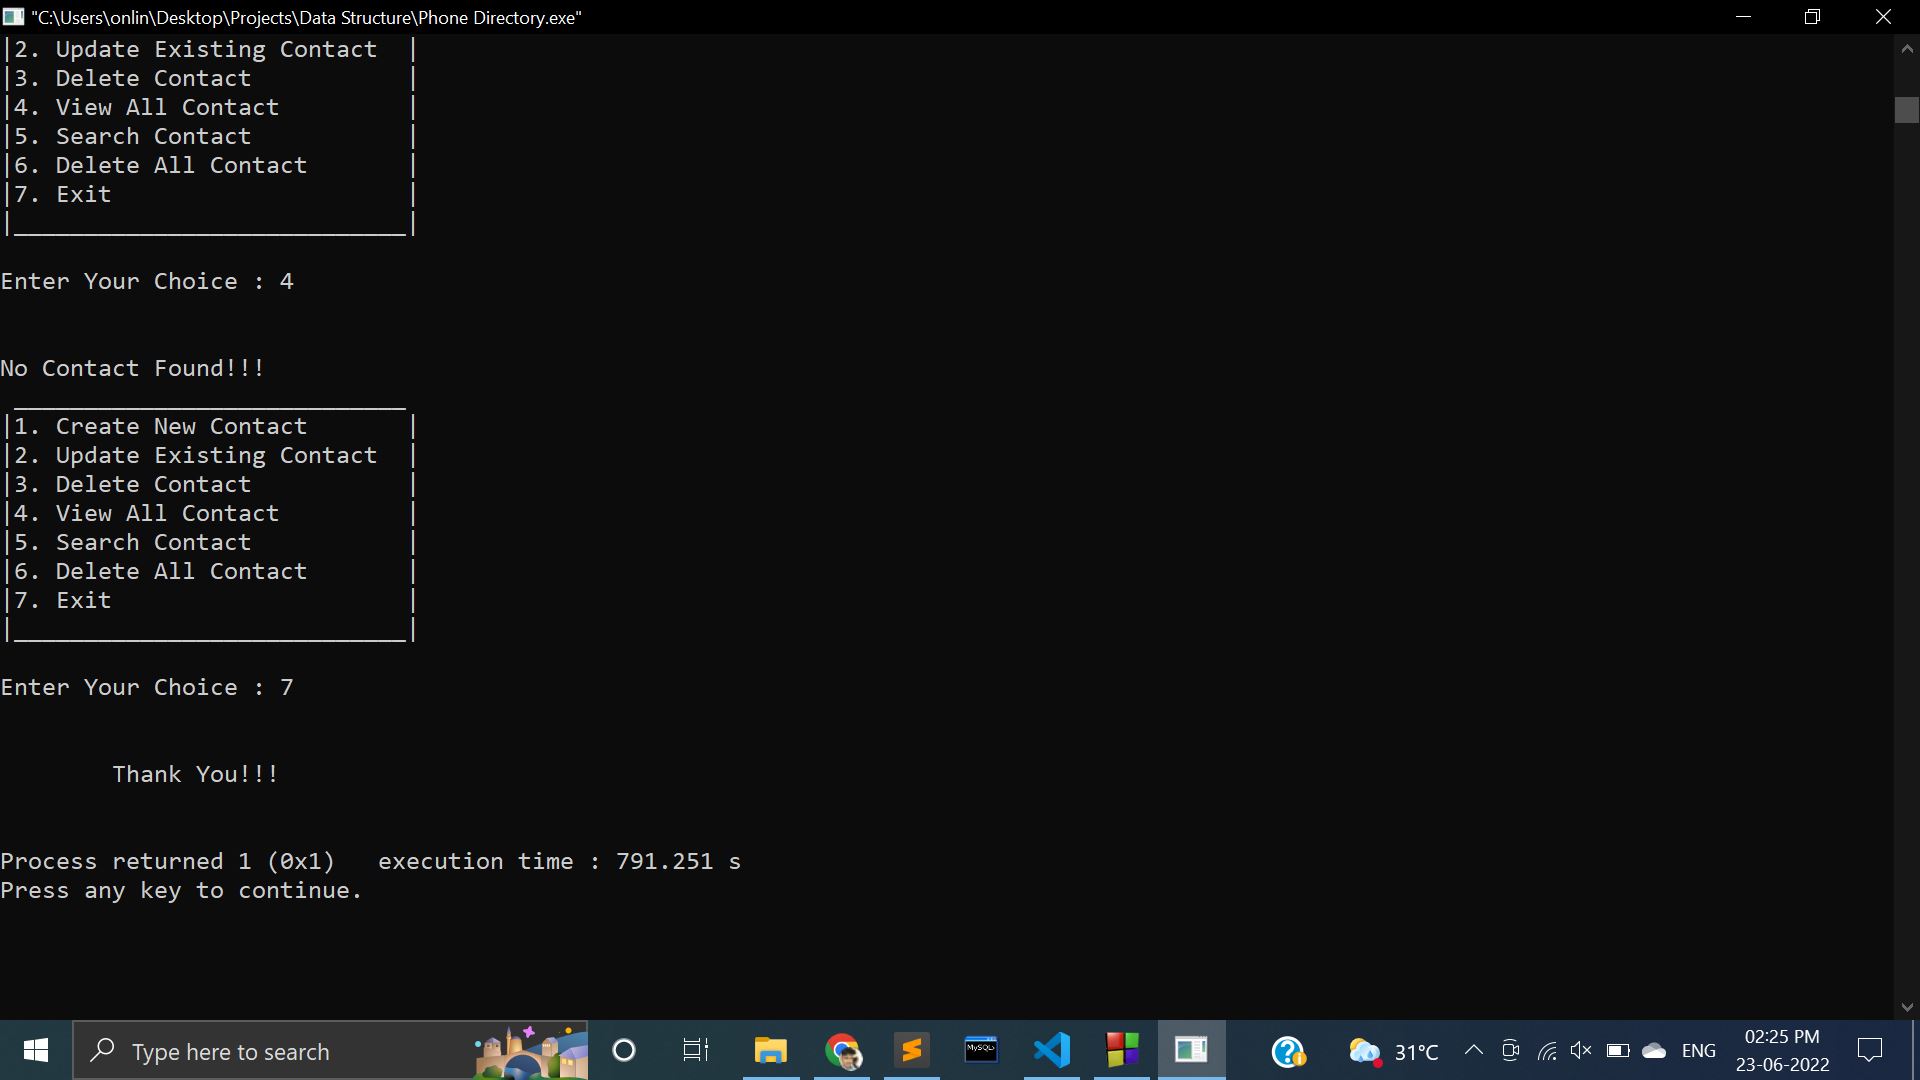 "C:\Users\onlin\Desktop\Projects\Data Structure\Phone Directory.exe"
|2. Update Existing Contact  |
|3. Delete Contact           |
|4. View All Contact         |
|5. Search Contact           |
|6. Delete All Contact       |
|7. Exit                     |
|____________________________|
Enter Your Choice : 4
No Contact Found!!!
 ____________________________
|1. Create New Contact       |
|2. Update Existing Contact  |
|3. Delete Contact           |
|4. View All Contact         |
|5. Search Contact           |
|6. Delete All Contact       |
|7. Exit                     |
|____________________________|
Enter Your Choice : 7
Thank You!!!
Process returned 1 (0x1)   execution time : 791.251 s
Press any key to continue.
Type here to search
MySQL
31°C
ENG
02:25 PM
23-06-2022